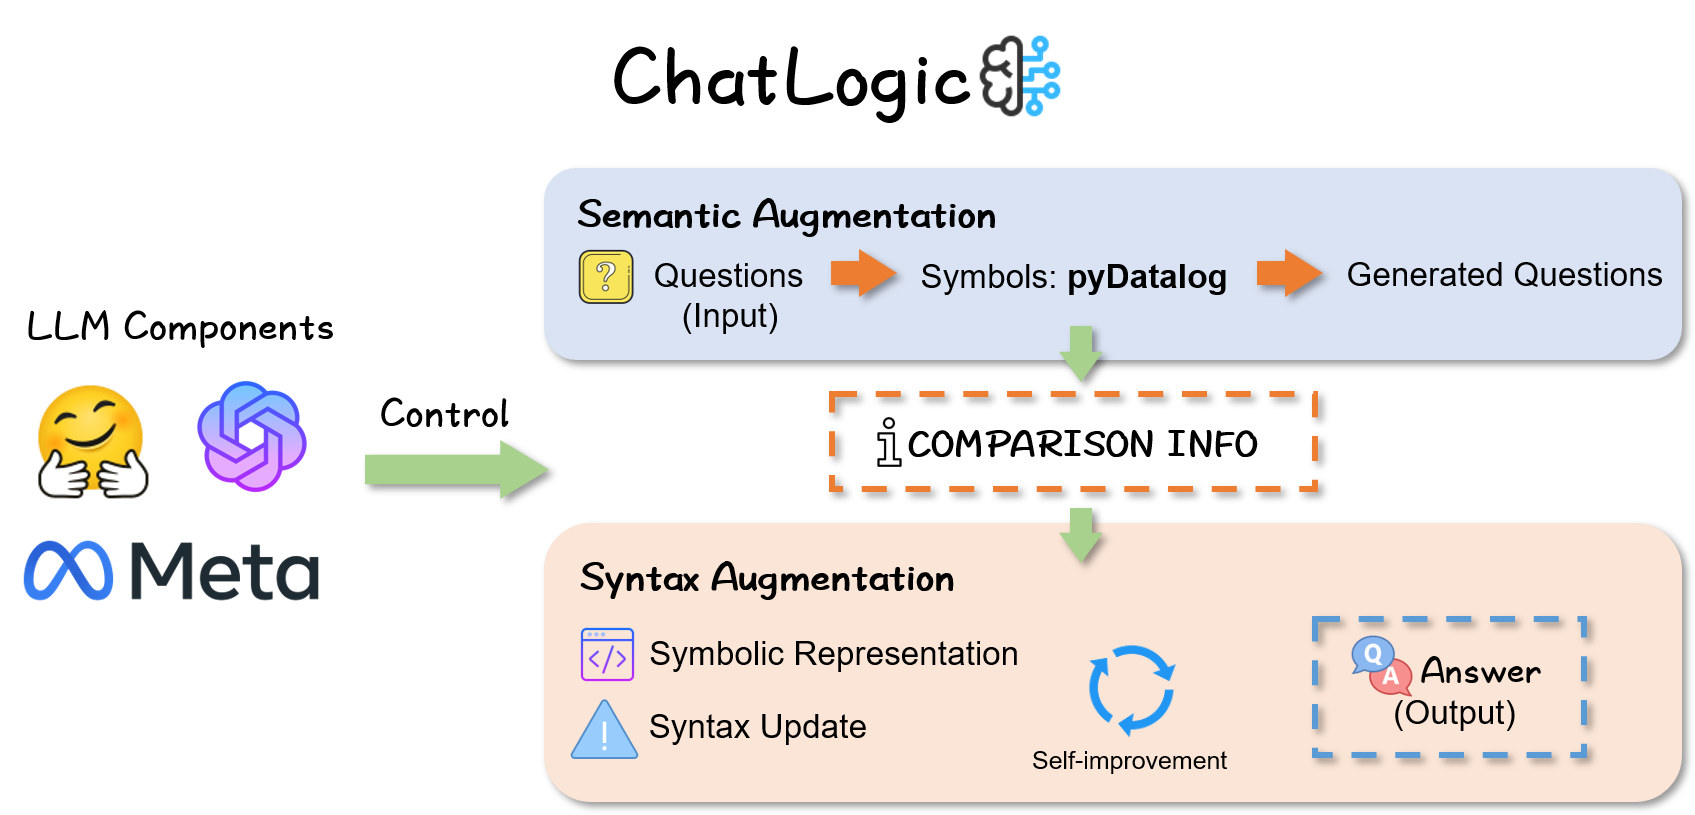 ChatLogic
Semantic Augmentation
?
Questions
(Input)
Symbols: pyDatalog
Generated Questions
LLM Components
Control
Meta
i COMPARISON INFO
Syntax Augmentation
</> Symbolic Representation
! Syntax Update
Self-improvement
Q
A
Answer
(Output)